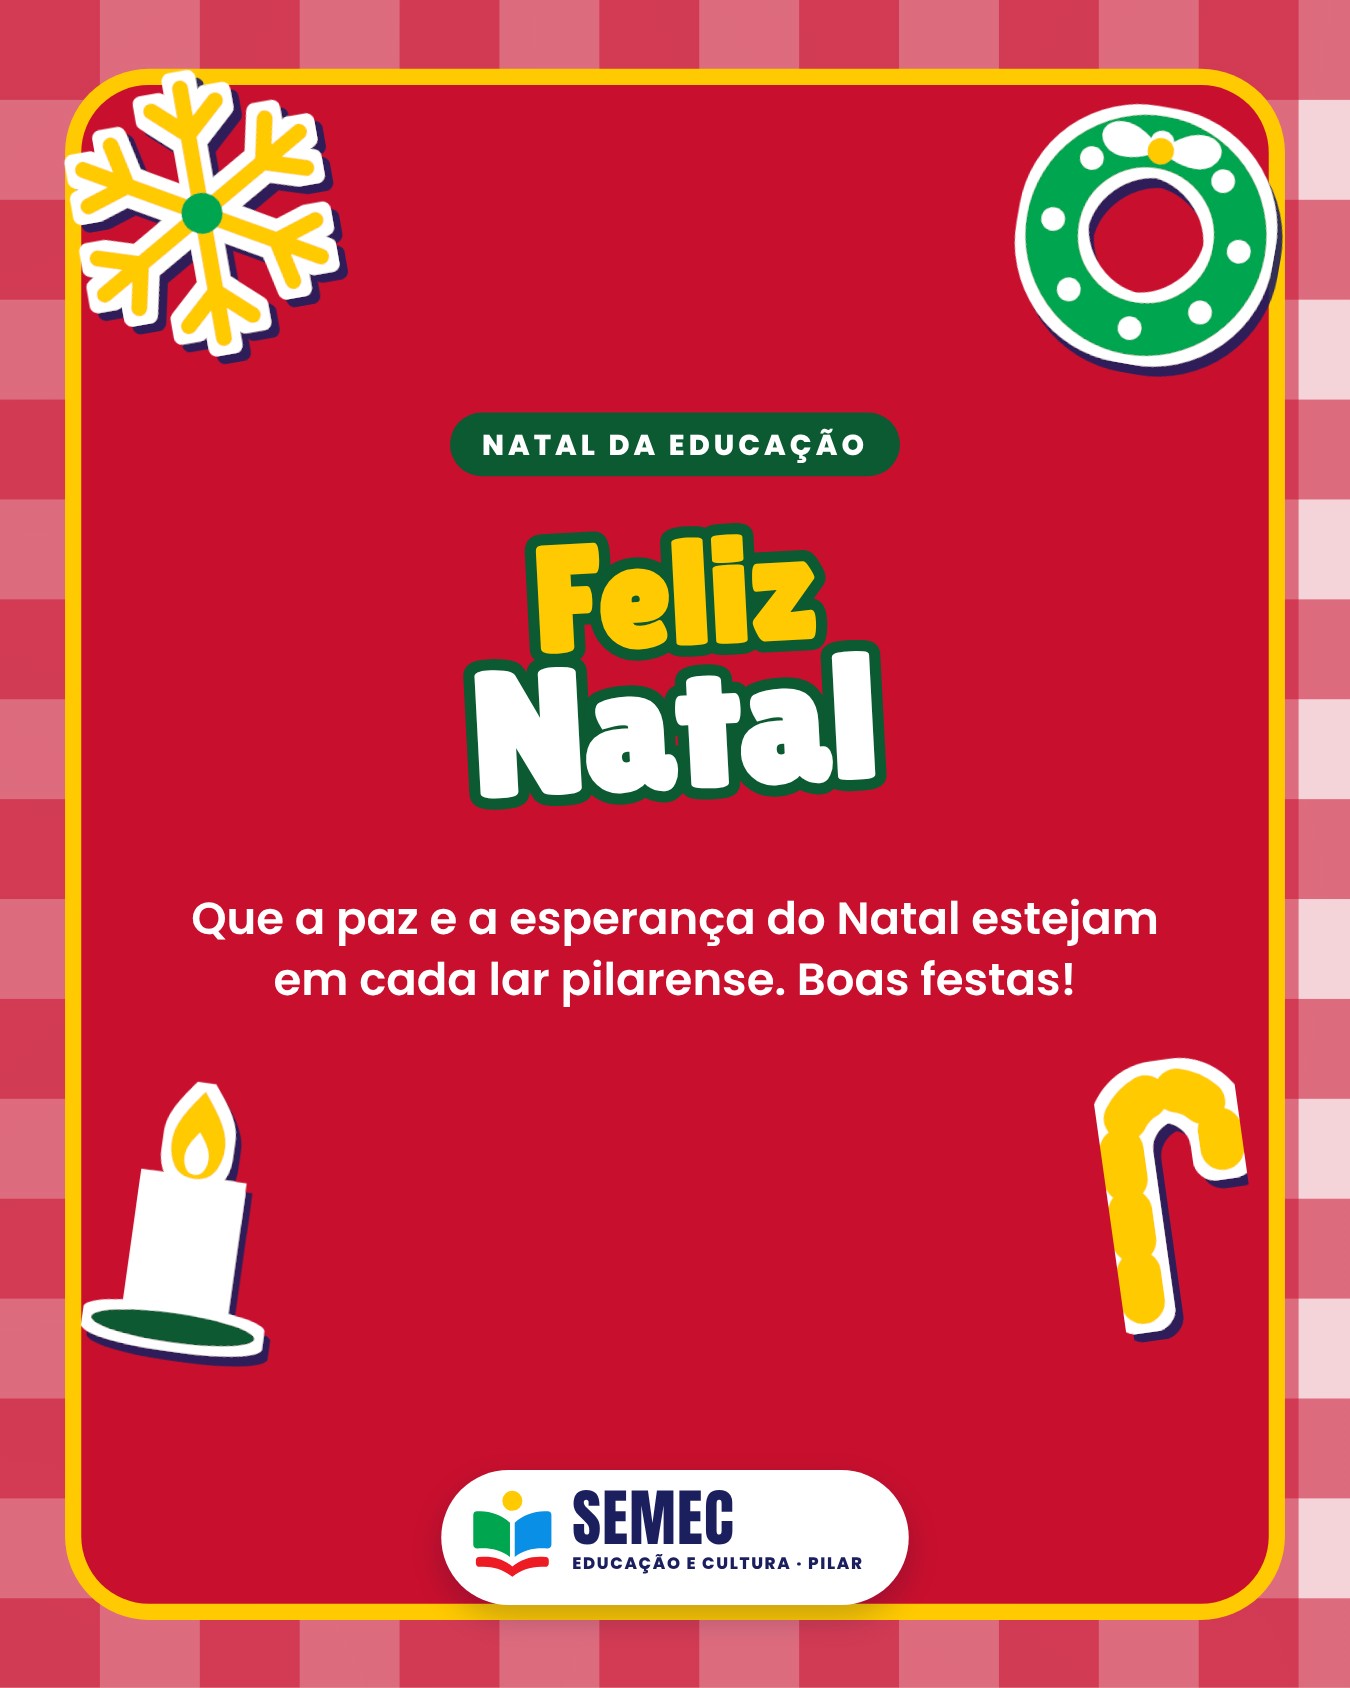 NATAL DA EDUCAÇÃO
Feliz
Natal
Que a paz e a esperança do Natal estejam
em cada lar pilarense. Boas festas!
SEMEC
EDUCAÇÃO E CULTURA · PILAR